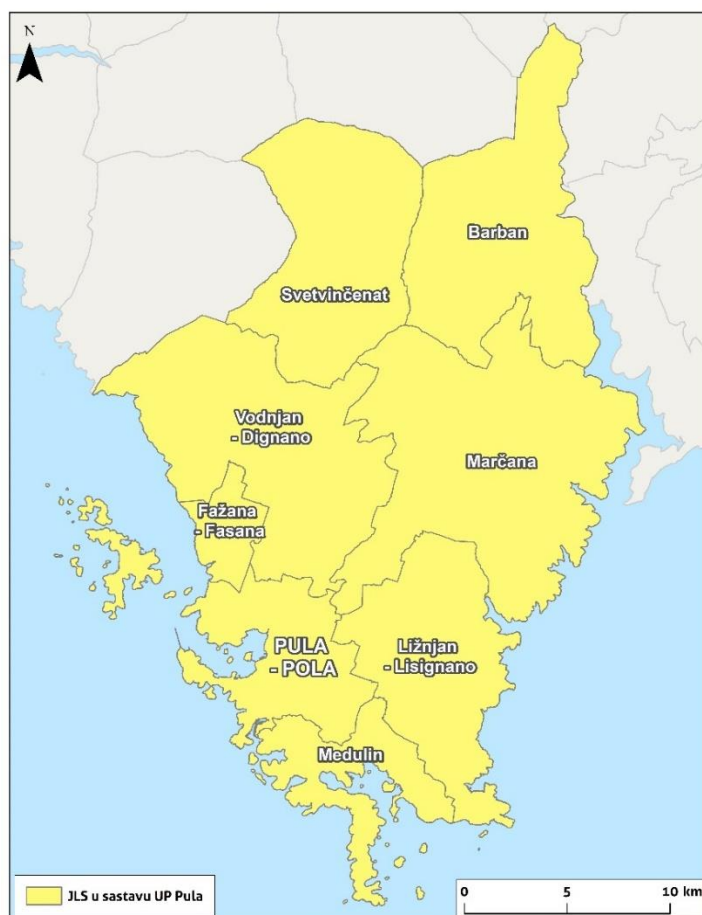 N
Barban
Svetvinčenat
Vodnjan
- Dignano
Marčana
Fažana
- Fasana
PULA
- POLA
Ližnjan
- Lisignano
Medulin
JLS u sastavu UP Pula
0 5 10 km